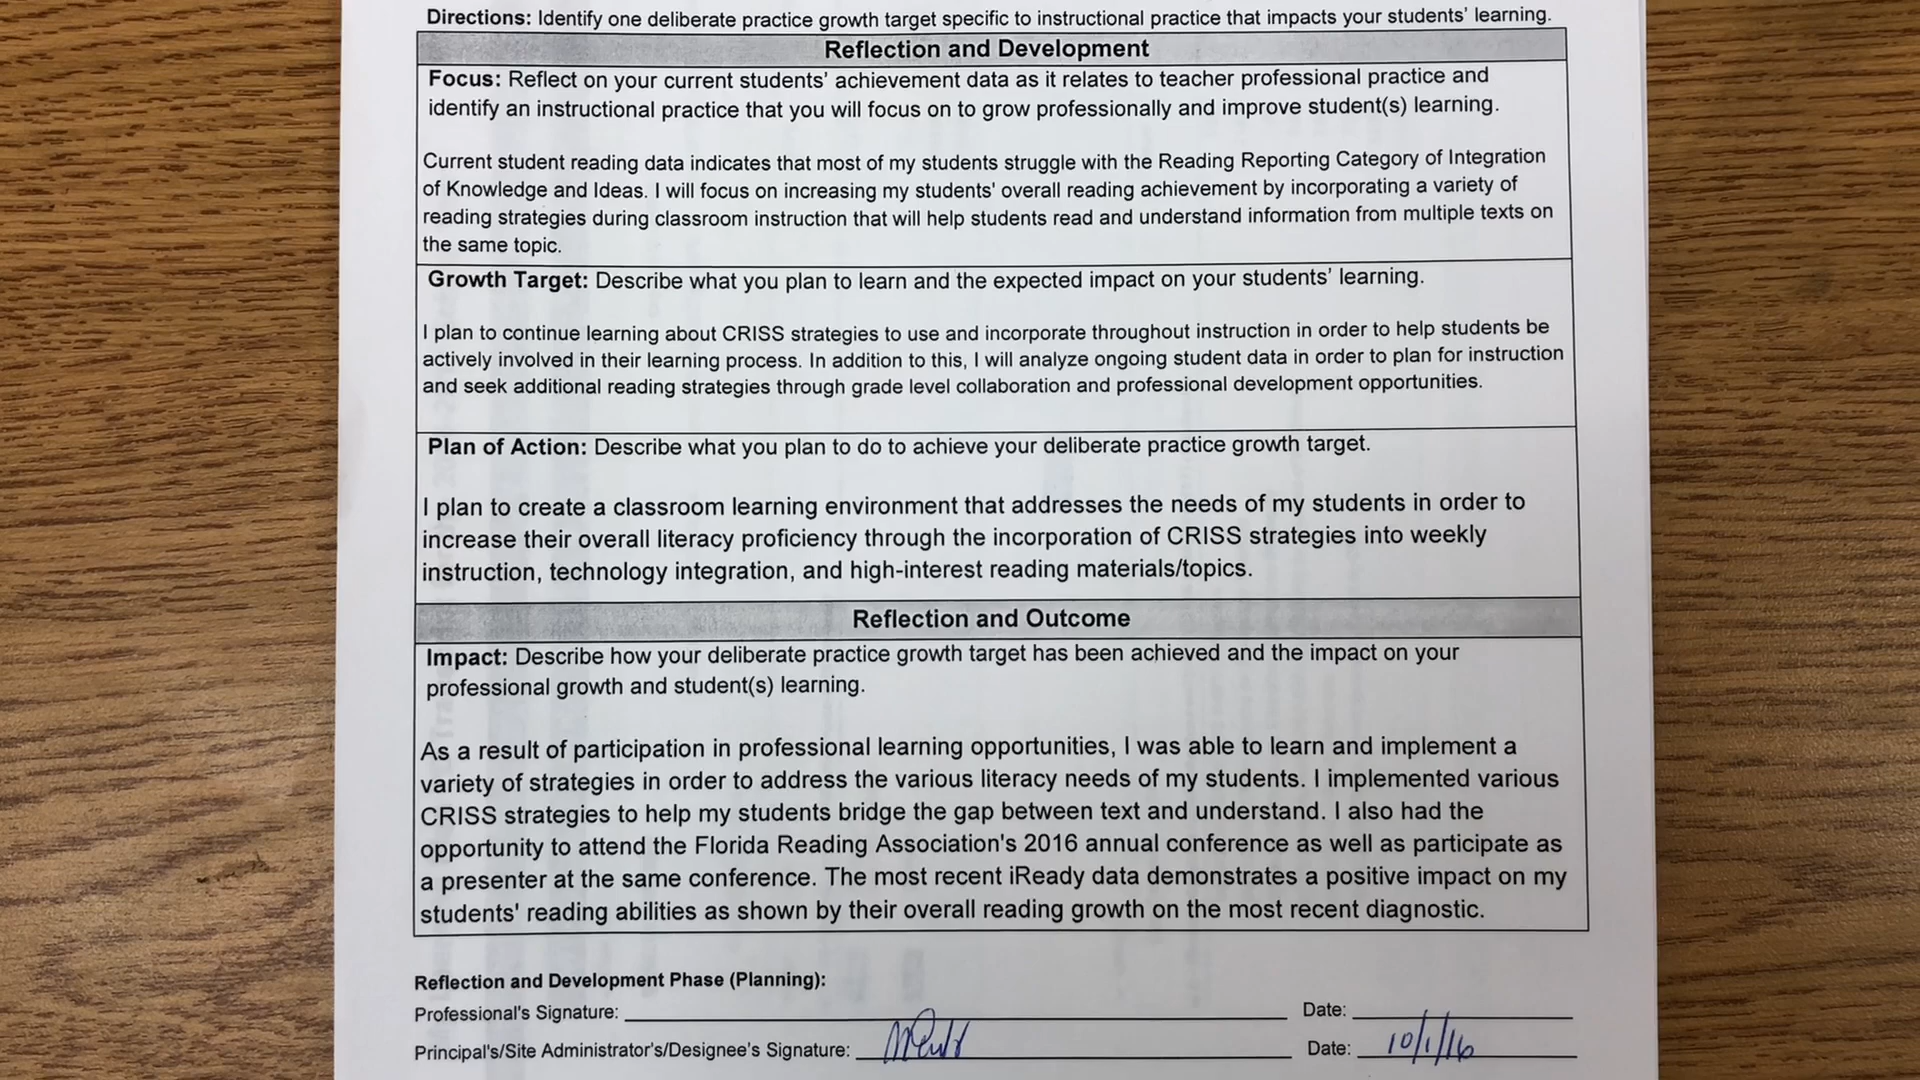 Directions: Identify one deliberate practice growth target specific to instructional practice that impacts your students' learning.
Reflection and Development
Focus: Reflect on your current students' achievement data as it relates to teacher professional practice and
identify an instructional practice that you will focus on to grow professionally and improve student(s) learning.
Current student reading data indicates that most of my students struggle with the Reading Reporting Category of Integration
of Knowledge and Ideas. I will focus on increasing my students' overall reading achievement by incorporating a variety of
reading strategies during classroom instruction that will help students read and understand information from multiple texts on
the same topic.
Growth Target: Describe what you plan to learn and the expected impact on your students' learning.
I plan to continue learning about CRISS strategies to use and incorporate throughout instruction in order to help students be
actively involved in their learning process. In addition to this, I will analyze ongoing student data in order to plan for instruction
and seek additional reading strategies through grade level collaboration and professional development opportunities.
Plan of Action: Describe what you plan to do to achieve your deliberate practice growth target.
I plan to create a classroom learning environment that addresses the needs of my students in order to
increase their overall literacy proficiency through the incorporation of CRISS strategies into weekly
instruction, technology integration, and high-interest reading materials/topics.
Reflection and Outcome
Impact: Describe how your deliberate practice growth target has been achieved and the impact on your
professional growth and student(s) learning.
As a result of participation in professional learning opportunities, I was able to learn and implement a
variety of strategies in order to address the various literacy needs of my students. I implemented various
CRISS strategies to help my students bridge the gap between text and understand. I also had the
opportunity to attend the Florida Reading Association's 2016 annual conference as well as participate as
a presenter at the same conference. The most recent iReady data demonstrates a positive impact on my
students' reading abilities as shown by their overall reading growth on the most recent diagnostic.
Reflection and Development Phase (Planning):
Professional's Signature: Date:
Principal's/Site Administrator's/Designee's Signature: Date: 10/1/16